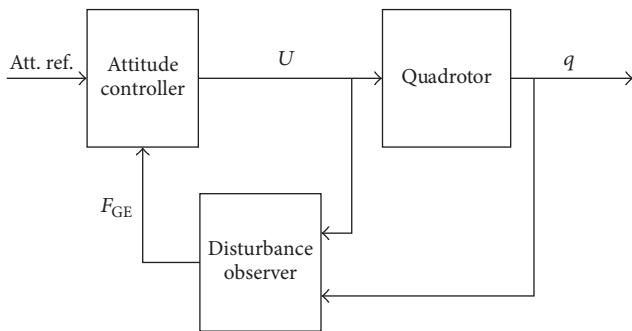 Att. ref.
Attitude
controller
U
Quadrotor
q
F_GE
Disturbance
observer